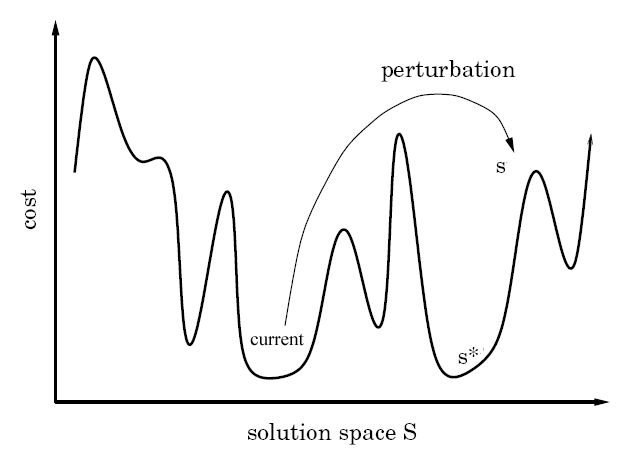 perturbation
s
cost
current
s*
solution space S